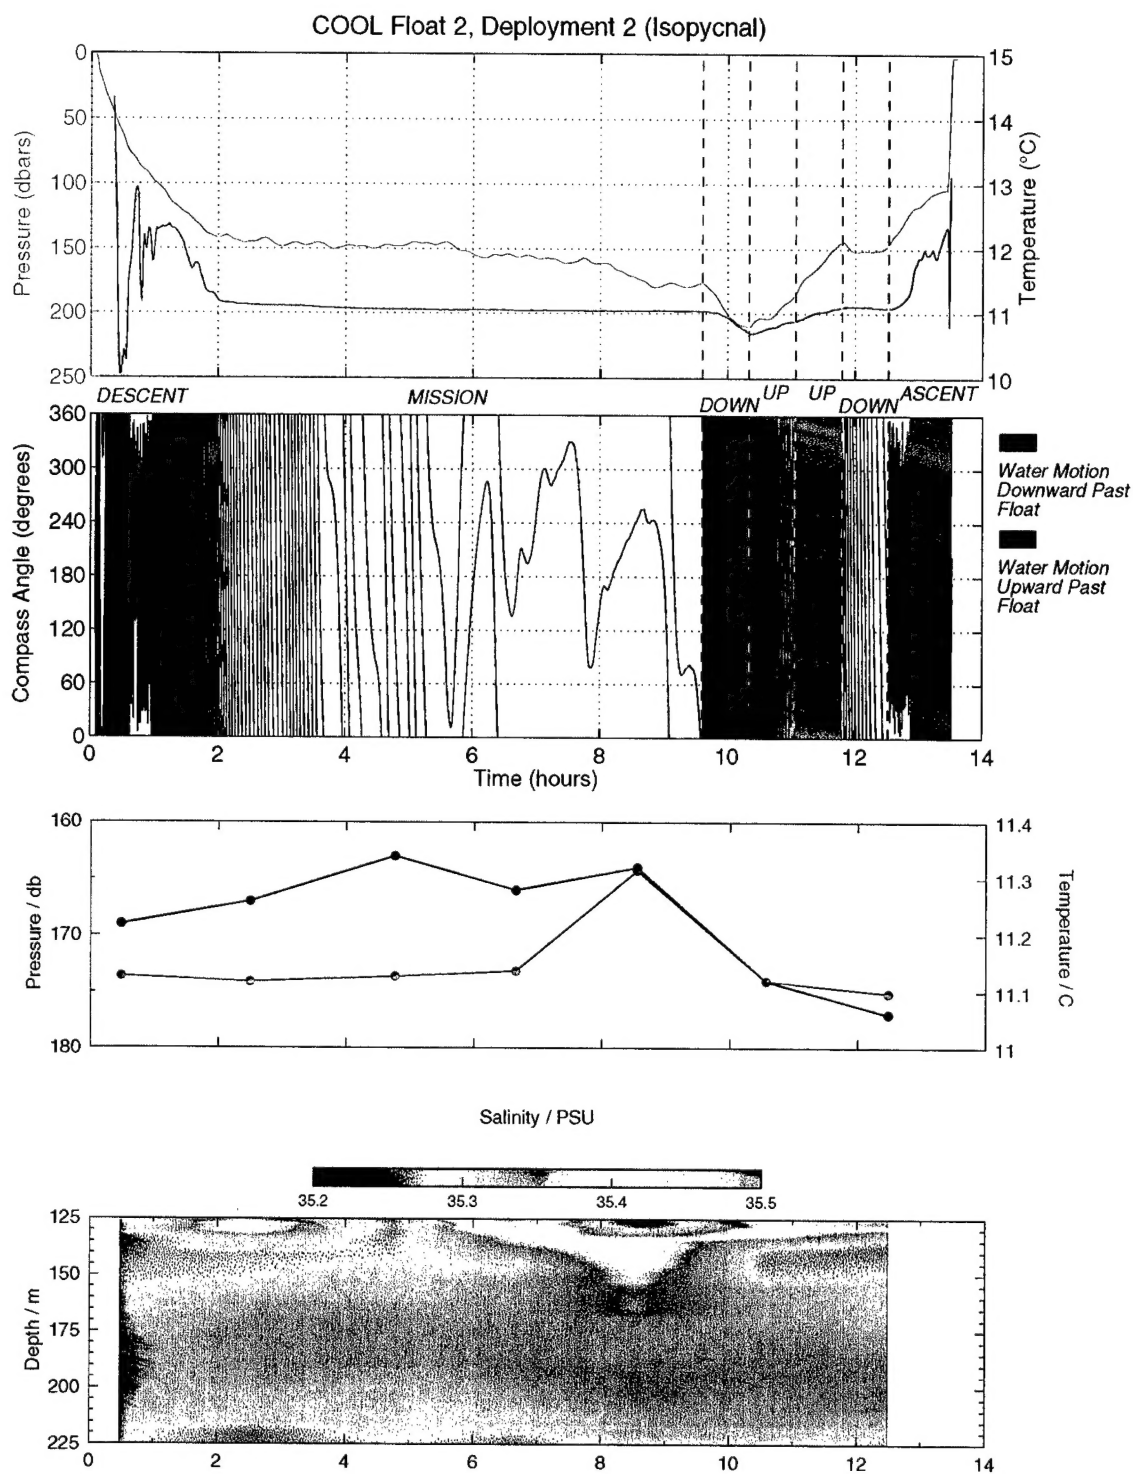 COOL Float 2, Deployment 2 (Isopycnal)
0
50
100
150
200
250
Pressure (dbars)
15
14
13
12
11
10
Temperature (°C)
DESCENT
MISSION
DOWN
UP
UP
DOWN
ASCENT
360
300
240
180
120
60
0
Compass Angle (degrees)
Water Motion
Downward Past
Float
Water Motion
Upward Past
Float
0 2 4 6 8 10 12 14
Time (hours)
160
170
180
Pressure / db
11.4
11.3
11.2
11.1
11
Temperature / C
Salinity / PSU
35.2 35.3 35.4 35.5
125
150
175
200
225
Depth / m
0 2 4 6 8 10 12 14